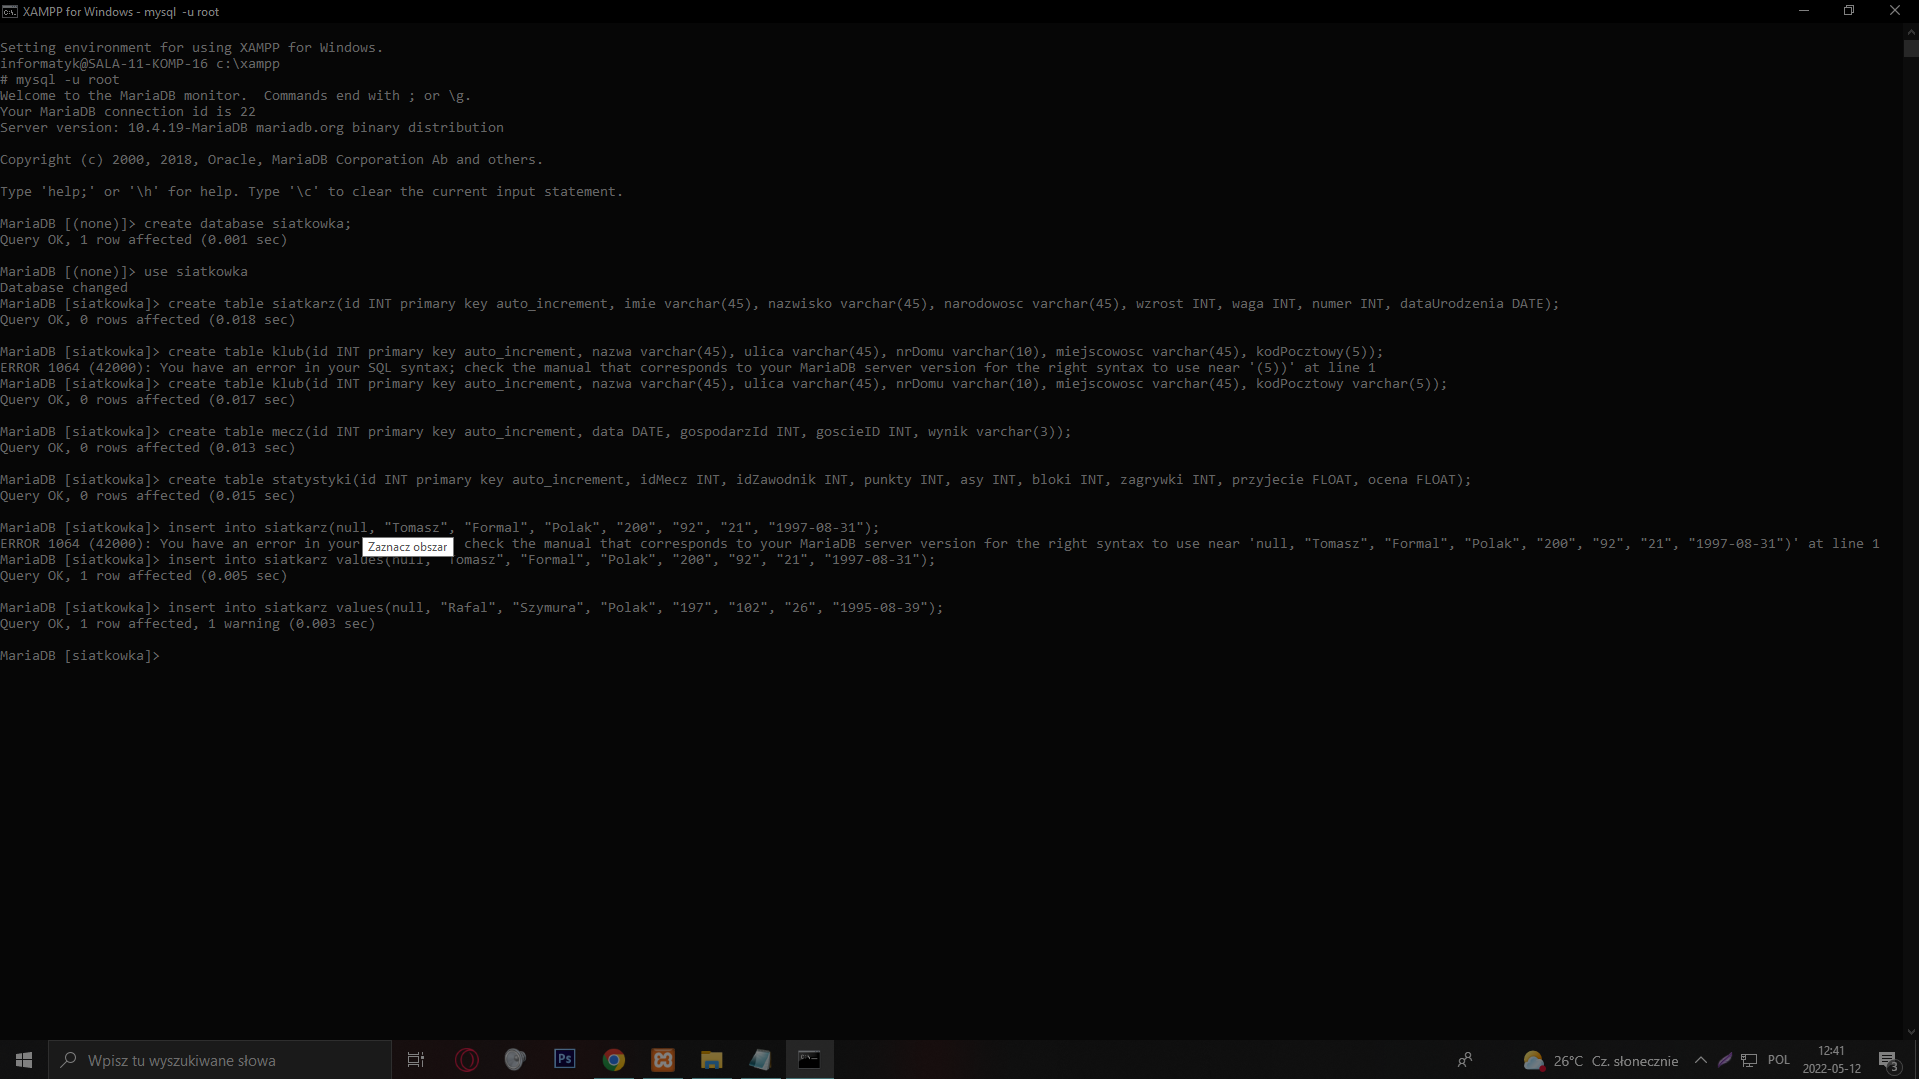 XAMPP for Windows - mysql  -u root
Setting environment for using XAMPP for Windows.
informatyk@SALA-11-KOMP-16 c:\xampp
# mysql -u root
Welcome to the MariaDB monitor.  Commands end with ; or \g.
Your MariaDB connection id is 22
Server version: 10.4.19-MariaDB mariadb.org binary distribution
Copyright (c) 2000, 2018, Oracle, MariaDB Corporation Ab and others.
Type 'help;' or '\h' for help. Type '\c' to clear the current input statement.
MariaDB [(none)]> create database siatkowka;
Query OK, 1 row affected (0.001 sec)
MariaDB [(none)]> use siatkowka
Database changed
MariaDB [siatkowka]> create table siatkarz(id INT primary key auto_increment, imie varchar(45), nazwisko varchar(45), narodowosc varchar(45), wzrost INT, waga INT, numer INT, dataUrodzenia DATE);
Query OK, 0 rows affected (0.018 sec)
MariaDB [siatkowka]> create table klub(id INT primary key auto_increment, nazwa varchar(45), ulica varchar(45), nrDomu varchar(10), miejscowosc varchar(45), kodPocztowy(5));
ERROR 1064 (42000): You have an error in your SQL syntax; check the manual that corresponds to your MariaDB server version for the right syntax to use near '(5))' at line 1
MariaDB [siatkowka]> create table klub(id INT primary key auto_increment, nazwa varchar(45), ulica varchar(45), nrDomu varchar(10), miejscowosc varchar(45), kodPocztowy varchar(5));
Query OK, 0 rows affected (0.017 sec)
MariaDB [siatkowka]> create table mecz(id INT primary key auto_increment, data DATE, gospodarzId INT, goscieID INT, wynik varchar(3));
Query OK, 0 rows affected (0.013 sec)
MariaDB [siatkowka]> create table statystyki(id INT primary key auto_increment, idMecz INT, idZawodnik INT, punkty INT, asy INT, bloki INT, zagrywki INT, przyjecie FLOAT, ocena FLOAT);
Query OK, 0 rows affected (0.015 sec)
MariaDB [siatkowka]> insert into siatkarz(null, "Tomasz", "Formal", "Polak", "200", "92", "21", "1997-08-31");
ERROR 1064 (42000): You have an error in your Zaznacz obszar check the manual that corresponds to your MariaDB server version for the right syntax to use near 'null, "Tomasz", "Formal", "Polak", "200", "92", "21", "1997-08-31")' at line 1
MariaDB [siatkowka]> insert into siatkarz values(null, "Tomasz", "Formal", "Polak", "200", "92", "21", "1997-08-31");
Query OK, 1 row affected (0.005 sec)
MariaDB [siatkowka]> insert into siatkarz values(null, "Rafal", "Szymura", "Polak", "197", "102", "26", "1995-08-39");
Query OK, 1 row affected, 1 warning (0.003 sec)
MariaDB [siatkowka]>
Wpisz tu wyszukiwane słowa
Ps
26°C Cz. słonecznie
POL
12:41
2022-05-12
3